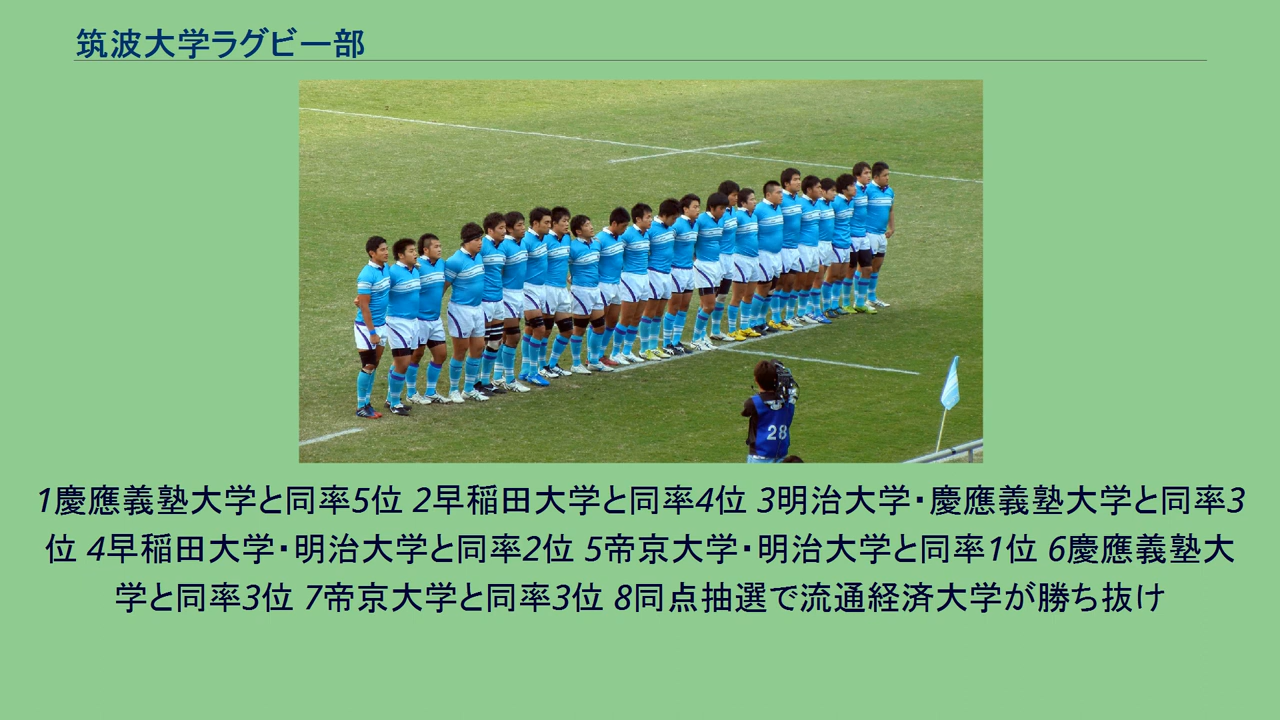 筑波大学ラグビー部
28
1慶應義塾大学と同率5位 2早稲田大学と同率4位 3明治大学・慶應義塾大学と同率3
位 4早稲田大学・明治大学と同率2位 5帝京大学・明治大学と同率1位 6慶應義塾大
学と同率3位 7帝京大学と同率3位 8同点抽選で流通経済大学が勝ち抜け